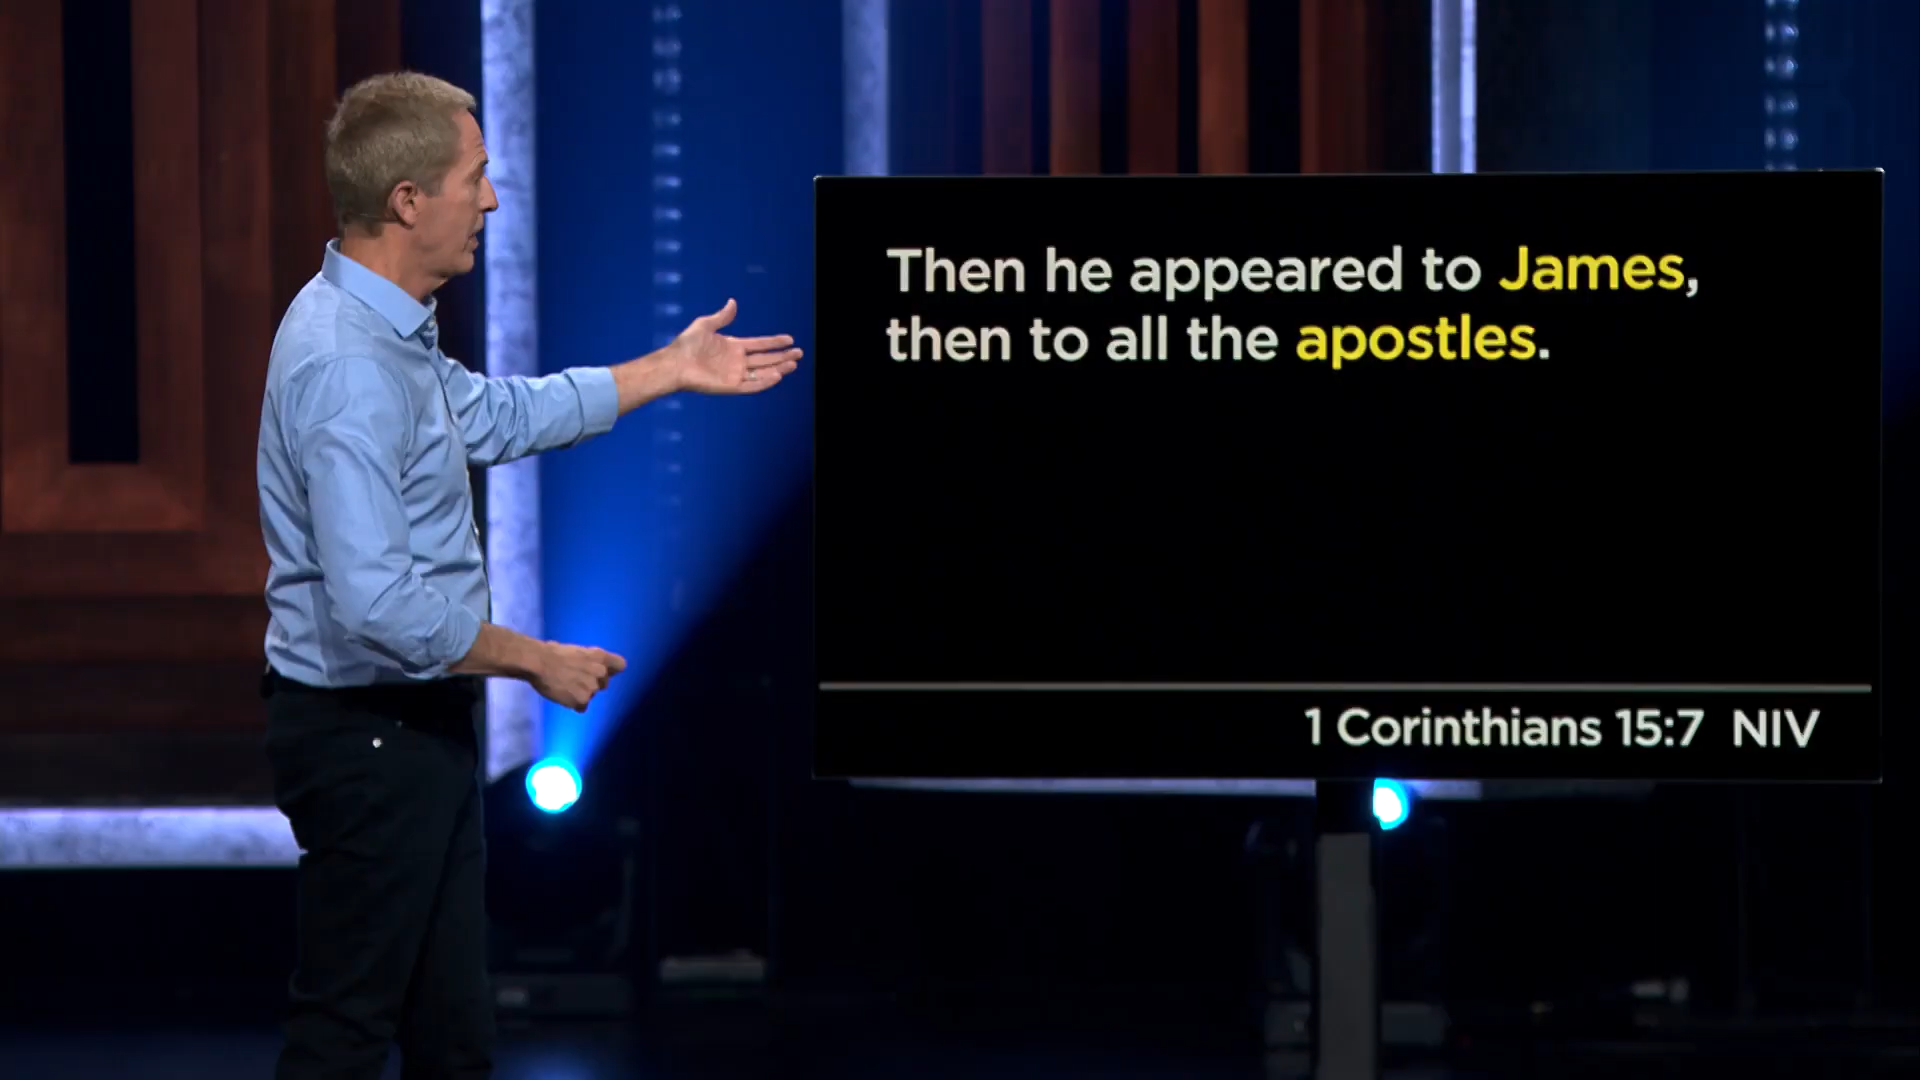 Then he appeared to James,
then to all the apostles.
1 Corinthians 15:7 NIV